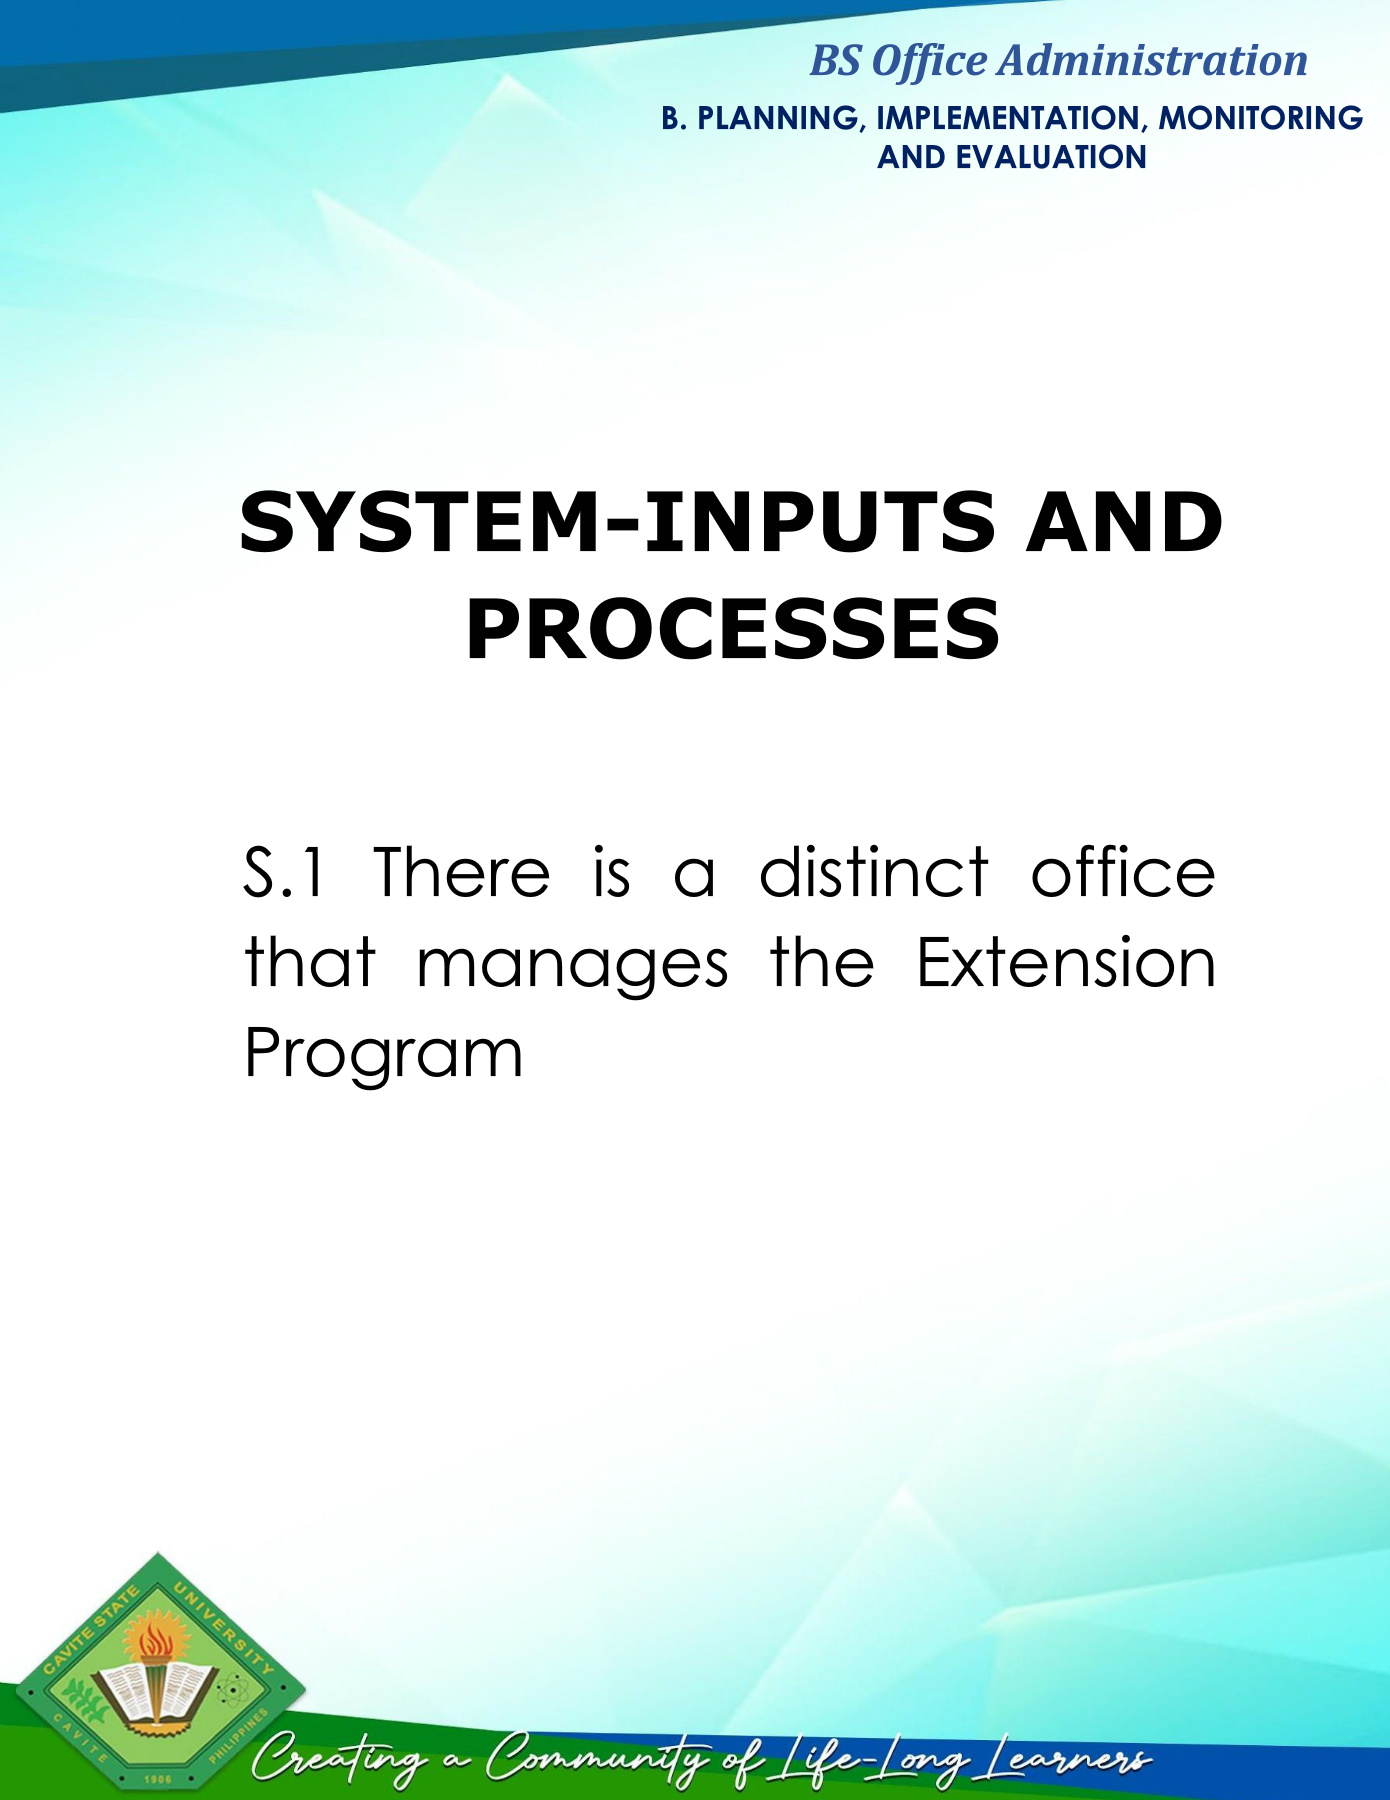 BS Office Administration
B. PLANNING, IMPLEMENTATION, MONITORING
AND EVALUATION
SYSTEM-INPUTS AND
PROCESSES
S.1 There is a distinct office
that manages the Extension
Program
CAVITE STATE UNIVERSITY
CAVITE PHILIPPINES
1906
Creating a Community of Life-Long Learners